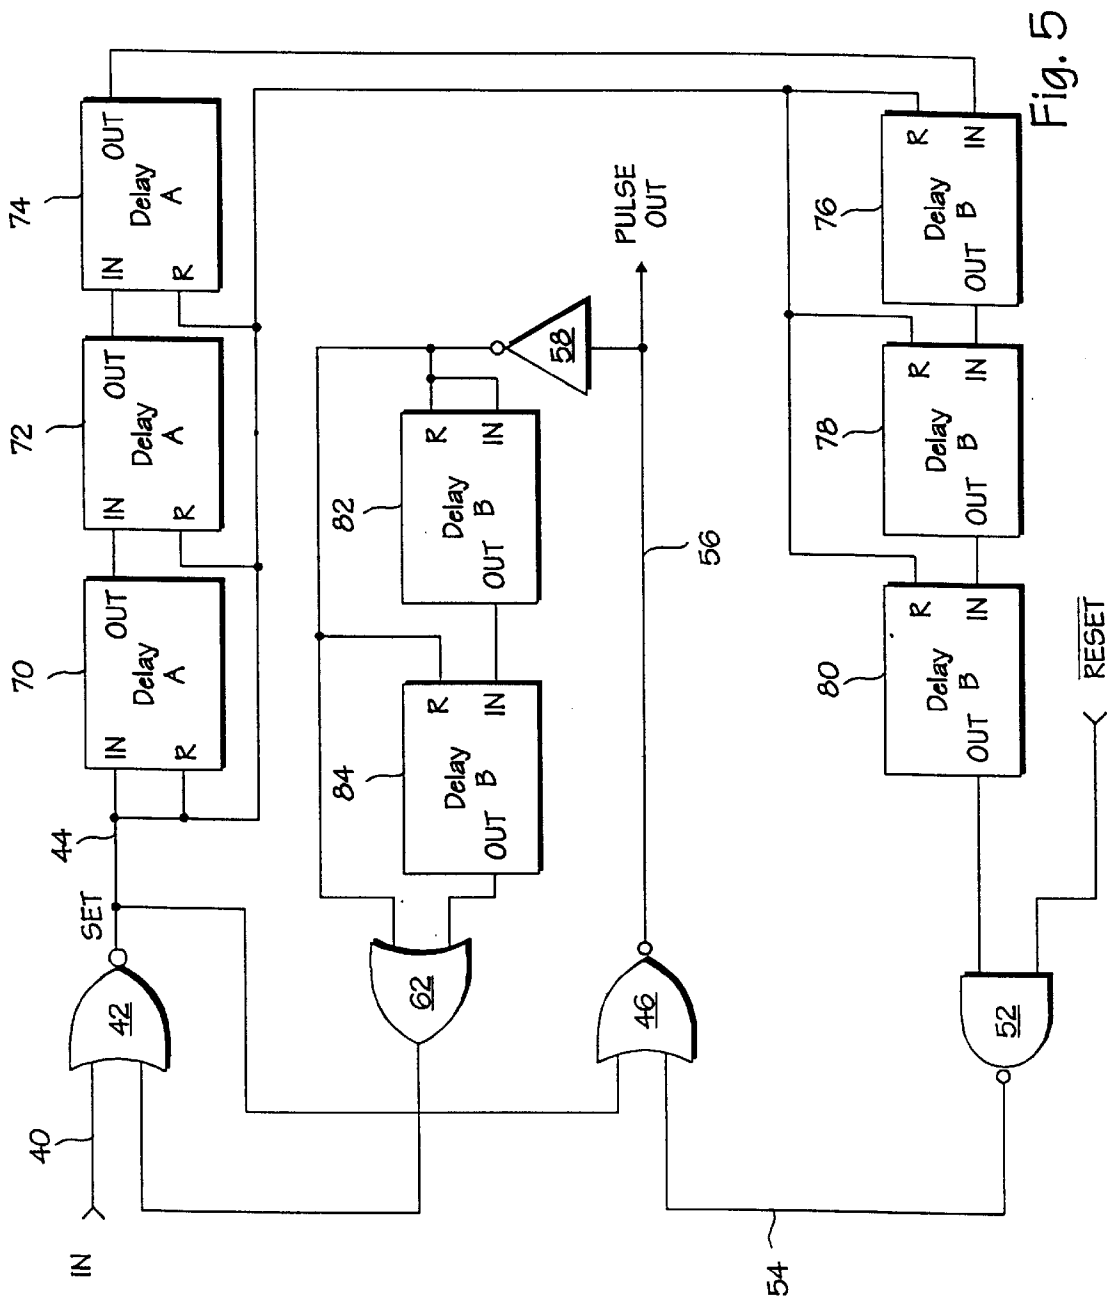 74
OUT
Delay
A
IN
R
72
OUT
Delay
A
IN
R
70
OUT
Delay
A
IN
R
44
SET
42
40
IN
82
R
IN
Delay
B
OUT
84
R
IN
Delay
B
OUT
62
58
PULSE
OUT
56
46
54
76
R
IN
Delay
B
OUT
78
R
IN
Delay
B
OUT
80
R
IN
Delay
B
OUT
52
RESET
Fig. 5